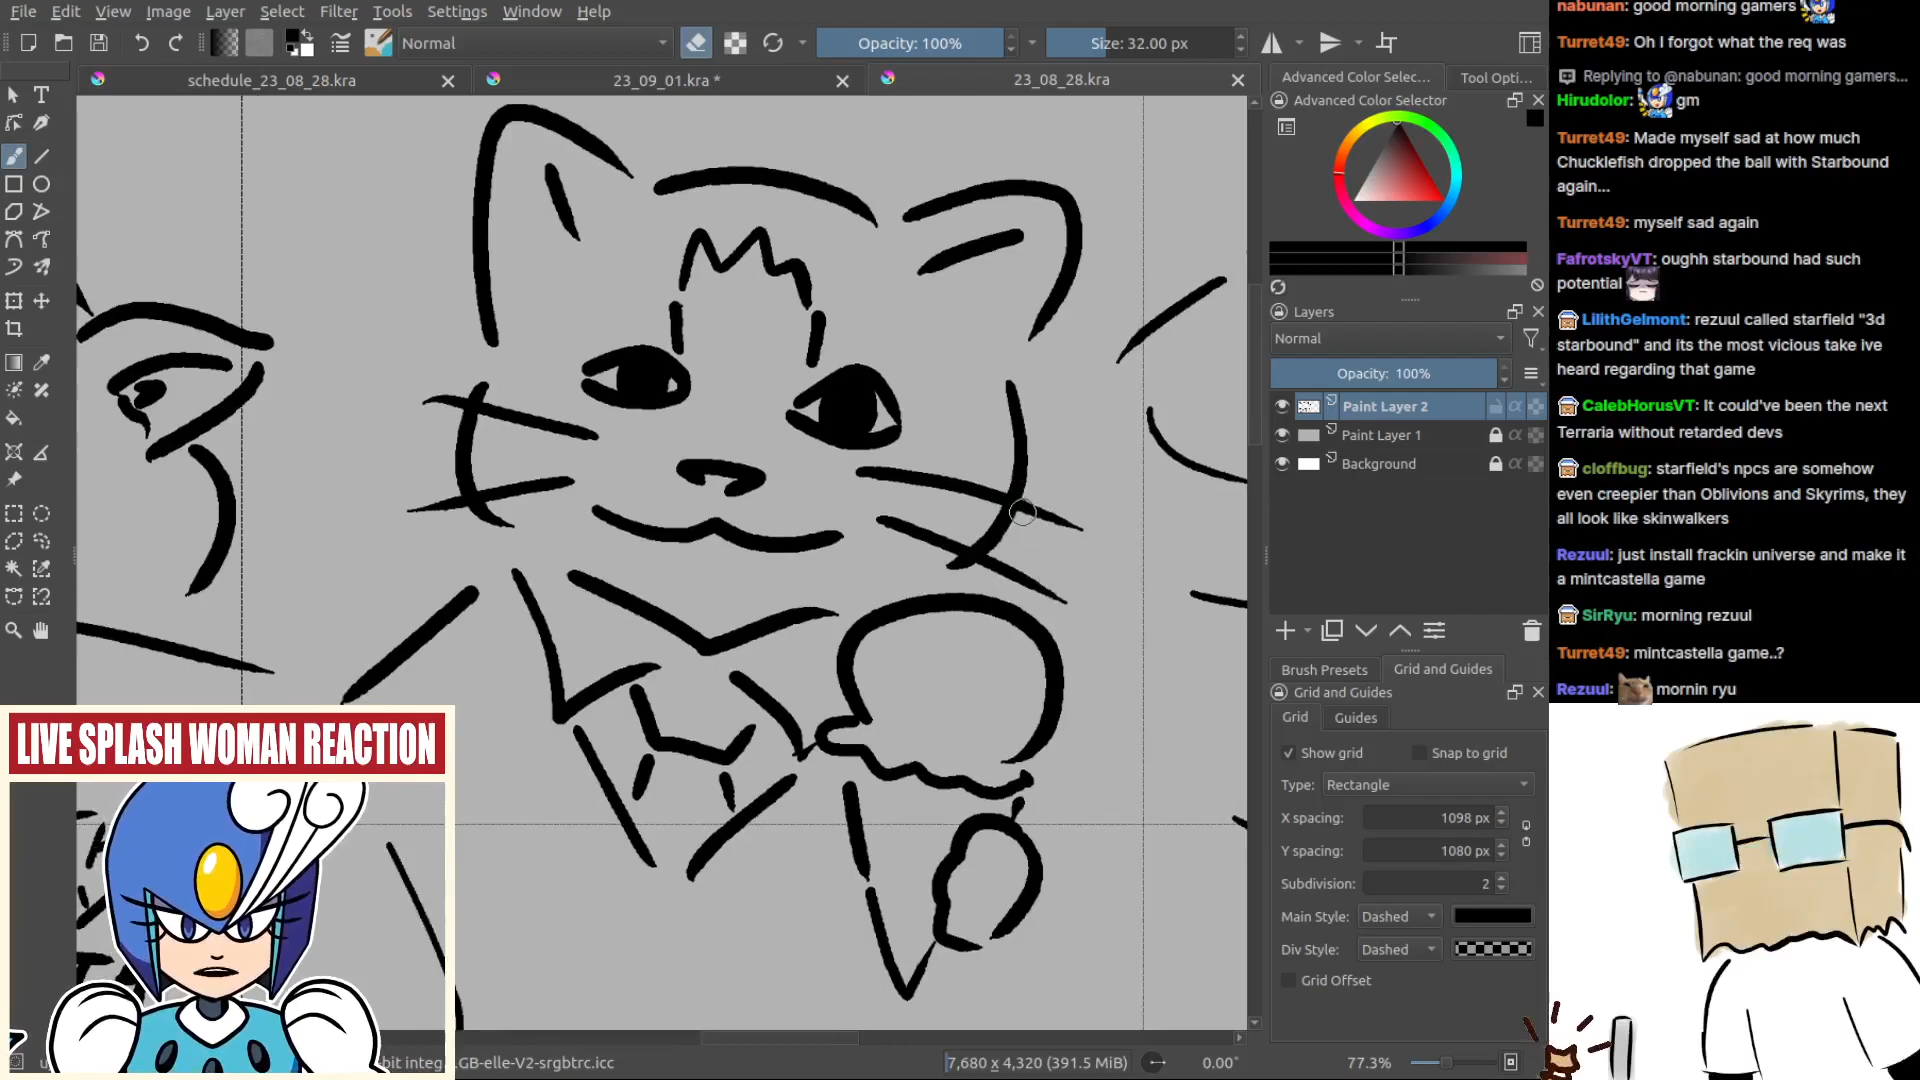 File Edit View Image Layer Select Filter Tools Settings Window Help
Normal Opacity: 100% Size: 32.00 px
schedule_23_08_28.kra 23_09_01.kra * 23_08_28.kra
Advanced Color Selec... Tool Opti...
Advanced Color Selector
Layers
Normal
Opacity: 100%
Paint Layer 2
Paint Layer 1
Background
Brush Presets Grid and Guides
Grid and Guides
Grid Guides
Show grid Snap to grid
Type: Rectangle
X spacing: 1098 px
Y spacing: 1080 px
Subdivision: 2
Main Style: Dashed
Div Style: Dashed
Grid Offset
bit integ GB-elle-V2-srgbtrc.icc
7,680 x 4,320 (391.5 MiB) 0.00° 77.3%
LIVE SPLASH WOMAN REACTION
nabunan: good morning gamers
Turret49: Oh I forgot what the req was
Replying to @nabunan: good morning gamers...
Hirudolor: gm
Turret49: Made myself sad at how much
Chucklefish dropped the ball with Starbound
again...
Turret49: myself sad again
FafrotskyVT: oughh starbound had such
potential
LilithGelmont: rezuul called starfield "3d
starbound" and its the most vicious take ive
heard regarding that game
CalebHorusVT: It could've been the next
Terraria without retarded devs
cloffbug: starfield's npcs are somehow
even creepier than Oblivions and Skyrims, they
all look like skinwalkers
Rezuul: just install frackin universe and make it
a mintcastella game
SirRyu: morning rezuul
Turret49: mintcastella game..?
Rezuul: mornin ryu